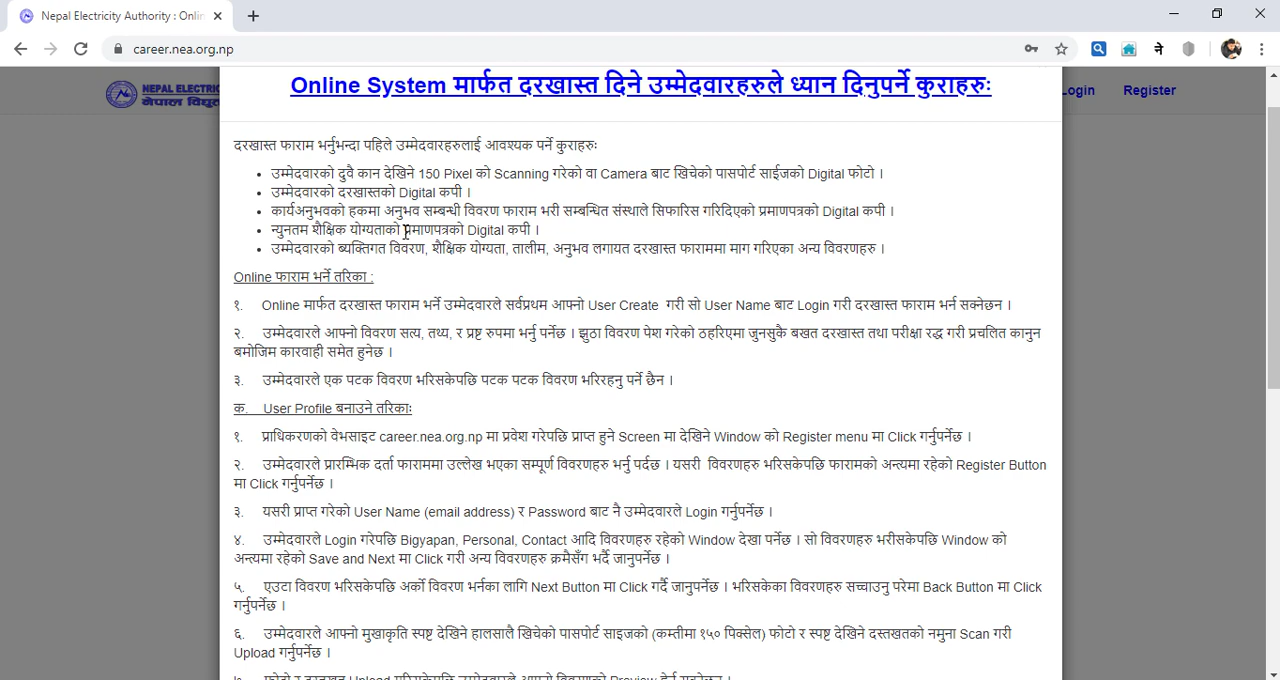 Nepal Electricity Authority : Onlin
career.nea.org.np
NEPAL ELECTRIC
नेपाल विद्युत
Login Register
Online System मार्फत दरखास्त दिने उम्मेदवारहरुले ध्यान दिनुपर्ने कुराहरुः
दरखास्त फाराम भर्नुभन्दा पहिले उम्मेदवारहरुलाई आवश्यक पर्ने कुराहरुः
• उम्मेदवारको दुवै कान देखिने 150 Pixel को Scanning गरेको वा Camera बाट खिचेको पासपोर्ट साईजको Digital फोटो ।
• उम्मेदवारको दरखास्तको Digital कपी ।
• कार्यअनुभवको हकमा अनुभव सम्बन्धी विवरण फाराम भरी सम्बन्धित संस्थाले सिफारिस गरिदिएको प्रमाणपत्रको Digital कपी ।
• न्युनतम शैक्षिक योग्यताको प्रमाणपत्रको Digital कपी ।
• उम्मेदवारको ब्यक्तिगत विवरण, शैक्षिक योग्यता, तालीम, अनुभव लगायत दरखास्त फाराममा माग गरिएका अन्य विवरणहरु ।
Online फाराम भर्ने तरिका :
१. Online मार्फत दरखास्त फाराम भर्ने उम्मेदवारले सर्वप्रथम आफ्नो User Create गरी सो User Name बाट Login गरी दरखास्त फाराम भर्न सक्नेछन ।
२. उम्मेदवारले आफ्नो विवरण सत्य, तथ्य, र प्रष्ट रुपमा भर्नु पर्नेछ । झुठा विवरण पेश गरेको ठहरिएमा जुनसुकै बखत दरखास्त तथा परीक्षा रद्ध गरी प्रचलित कानुन
बमोजिम कारवाही समेत हुनेछ ।
३. उम्मेदवारले एक पटक विवरण भरिसकेपछि पटक पटक विवरण भरिरहनु पर्ने छैन ।
क. User Profile बनाउने तरिकाः
१. प्राधिकरणको वेभसाइट career.nea.org.np मा प्रवेश गरेपछि प्राप्त हुने Screen मा देखिने Window को Register menu मा Click गर्नुपर्नेछ ।
२. उम्मेदवारले प्रारम्भिक दर्ता फाराममा उल्लेख भएका सम्पूर्ण विवरणहरु भर्नु पर्दछ । यसरी विवरणहरु भरिसकेपछि फारामको अन्त्यमा रहेको Register Button
मा Click गर्नुपर्नेछ ।
३. यसरी प्राप्त गरेको User Name (email address) र Password बाट नै उम्मेदवारले Login गर्नुपर्नेछ ।
४. उम्मेदवारले Login गरेपछि Bigyapan, Personal, Contact आदि विवरणहरु रहेको Window देखा पर्नेछ । सो विवरणहरु भरीसकेपछि Window को
अन्त्यमा रहेको Save and Next मा Click गरी अन्य विवरणहरु क्रमैसँग भर्दै जानुपर्नेछ ।
५. एउटा विवरण भरिसकेपछि अर्को विवरण भर्नका लागि Next Button मा Click गर्दै जानुपर्नेछ । भरिसकेका विवरणहरु सच्चाउनु परेमा Back Button मा Click
गर्नुपर्नेछ ।
६. उम्मेदवारले आफ्नो मुखाकृति स्पष्ट देखिने हालसालै खिचेको पासपोर्ट साइजको (कम्तीमा १५० पिक्सेल) फोटो र स्पष्ट देखिने दस्तखतको नमुना Scan गरी
Upload गर्नुपर्नेछ ।